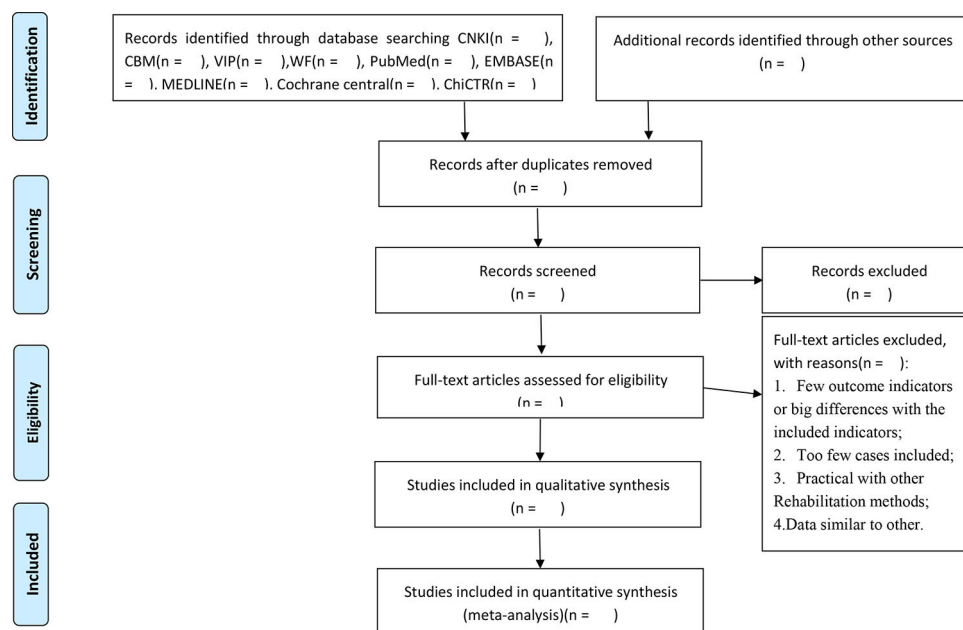 Identification
Records identified through database searching CNKI(n = ),
CBM(n = ), VIP(n = ),WF(n = ), PubMed(n = ), EMBASE(n
= ), MEDLINE(n = ), Cochrane central(n = ), ChiCTR(n = )
Additional records identified through other sources
(n = )
Records after duplicates removed
(n = )
Screening
Records screened
(n = )
Records excluded
(n = )
Eligibility
Full-text articles assessed for eligibility
(n = )
Full-text articles excluded,
with reasons(n = ):
1. Few outcome indicators
or big differences with the
included indicators;
2. Too few cases included;
3. Practical with other
Rehabilitation methods;
4.Data similar to other.
Studies included in qualitative synthesis
(n = )
Included
Studies included in quantitative synthesis
(meta-analysis)(n = )